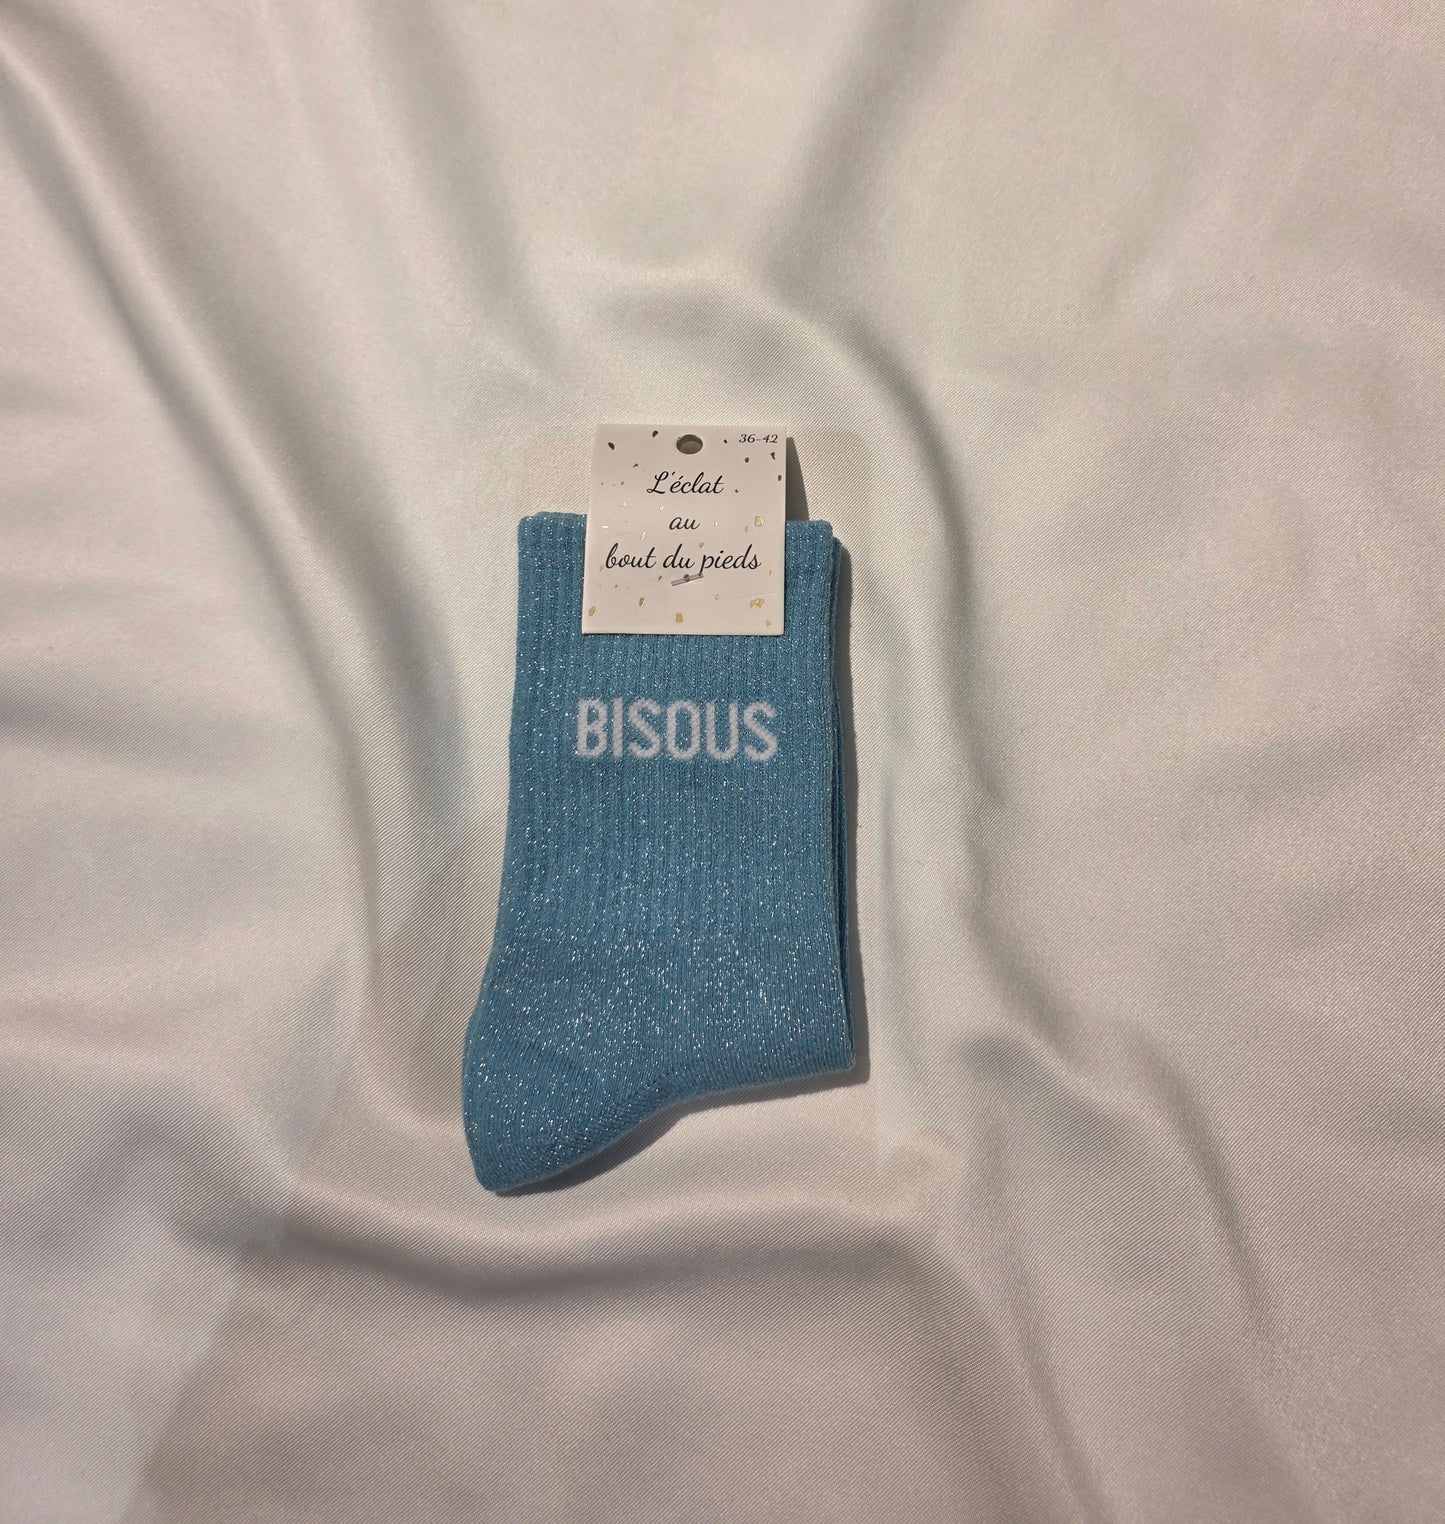 36-42
L'éclat
au
bout du pieds
BISOUS